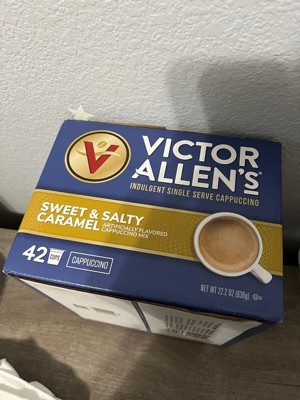 VICTOR
ALLEN'S®
INDULGENT SINGLE SERVE CAPPUCCINO
SWEET & SALTY
CARAMEL ARTIFICIALLY FLAVORED
CAPPUCCINO MIX
42 CUPS CAPPUCCINO
NET WT 22.2 OZ (630g)